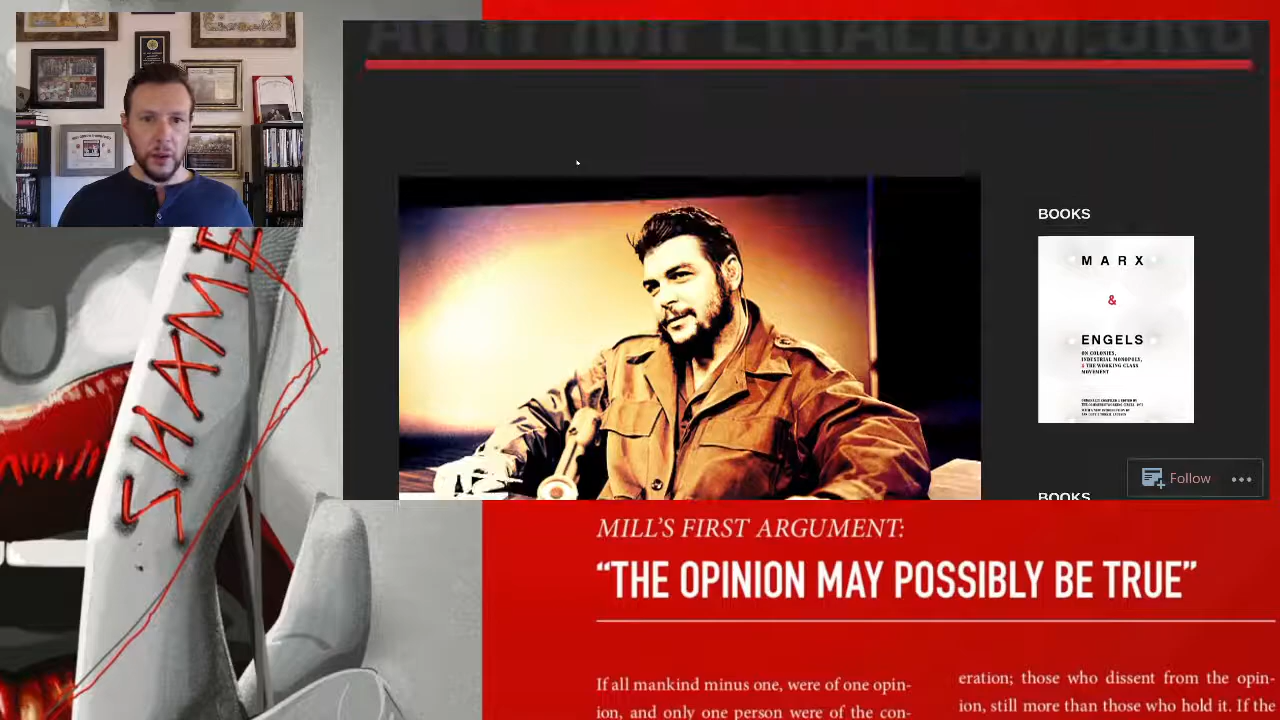 ANTI-IMPERIALISM.ORG
BOOKS
MARX
&
ENGELS
ON COLONIES,
INDUSTRIAL MONOPOLY,
& THE WORKING CLASS
MOVEMENT
BOOKS
Follow
SHAME
MILL’S FIRST ARGUMENT:
“THE OPINION MAY POSSIBLY BE TRUE”
If all mankind minus one, were of one opin-
ion, and only one person were of the con-
eration; those who dissent from the opin-
ion, still more than those who hold it. If the